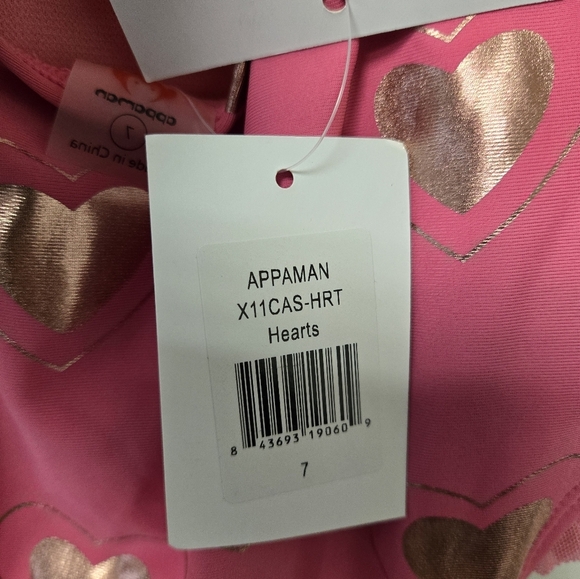 appaman
7
Made in China
APPAMAN
X11CAS-HRT
Hearts
8 43693 19060 9
7